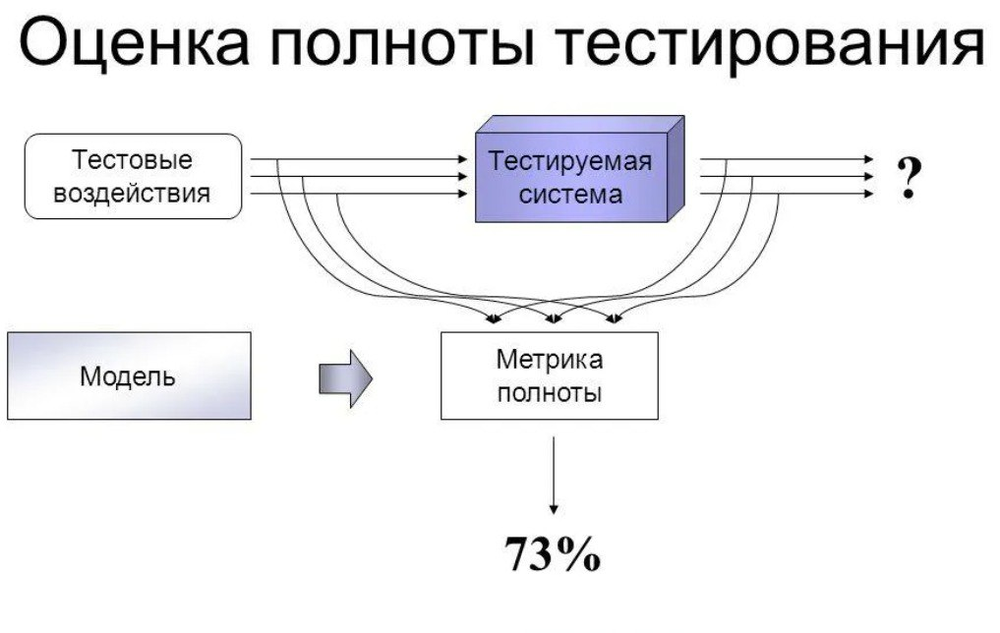 Оценка полноты тестирования
Тестовые
воздействия
Тестируемая
система
?
Модель
Метрика
полноты
73%